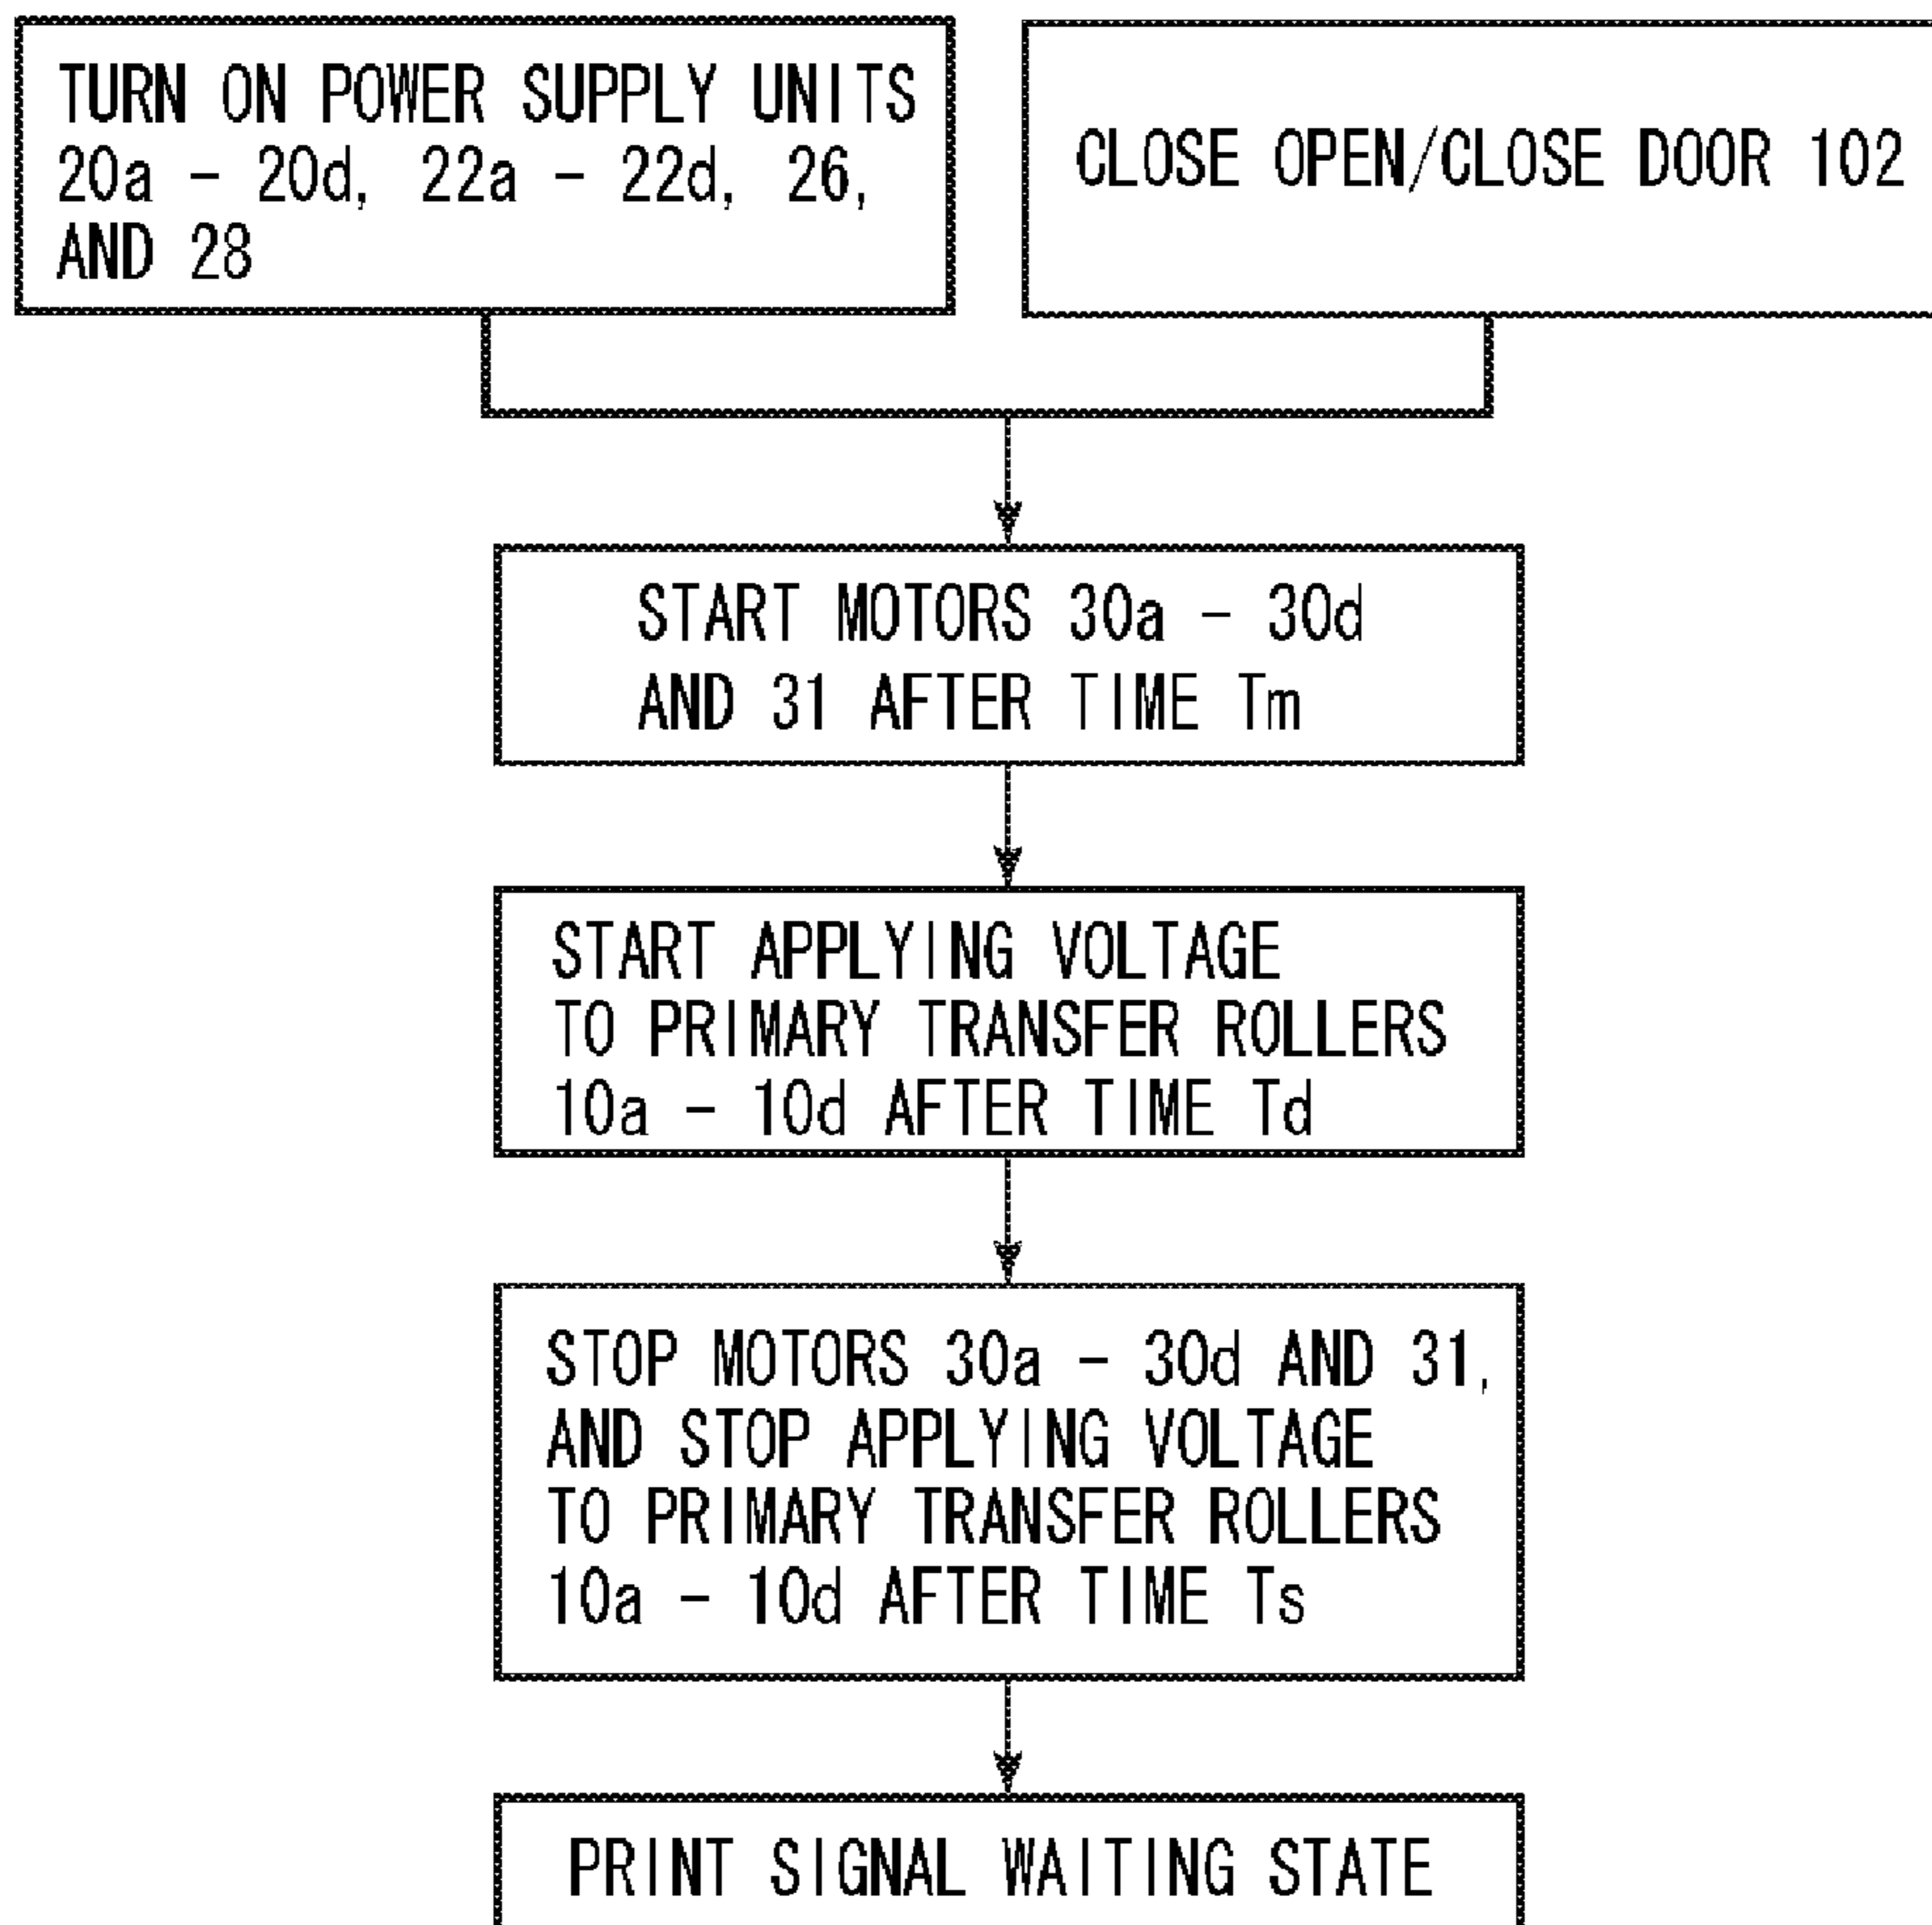 TURN ON POWER SUPPLY UNITS
20a - 20d, 22a - 22d, 26,
AND 28
CLOSE OPEN/CLOSE DOOR 102
START MOTORS 30a - 30d
AND 31 AFTER TIME Tm
START APPLYING VOLTAGE
TO PRIMARY TRANSFER ROLLERS
10a - 10d AFTER TIME Td
STOP MOTORS 30a - 30d AND 31,
AND STOP APPLYING VOLTAGE
TO PRIMARY TRANSFER ROLLERS
10a - 10d AFTER TIME Ts
PRINT SIGNAL WAITING STATE